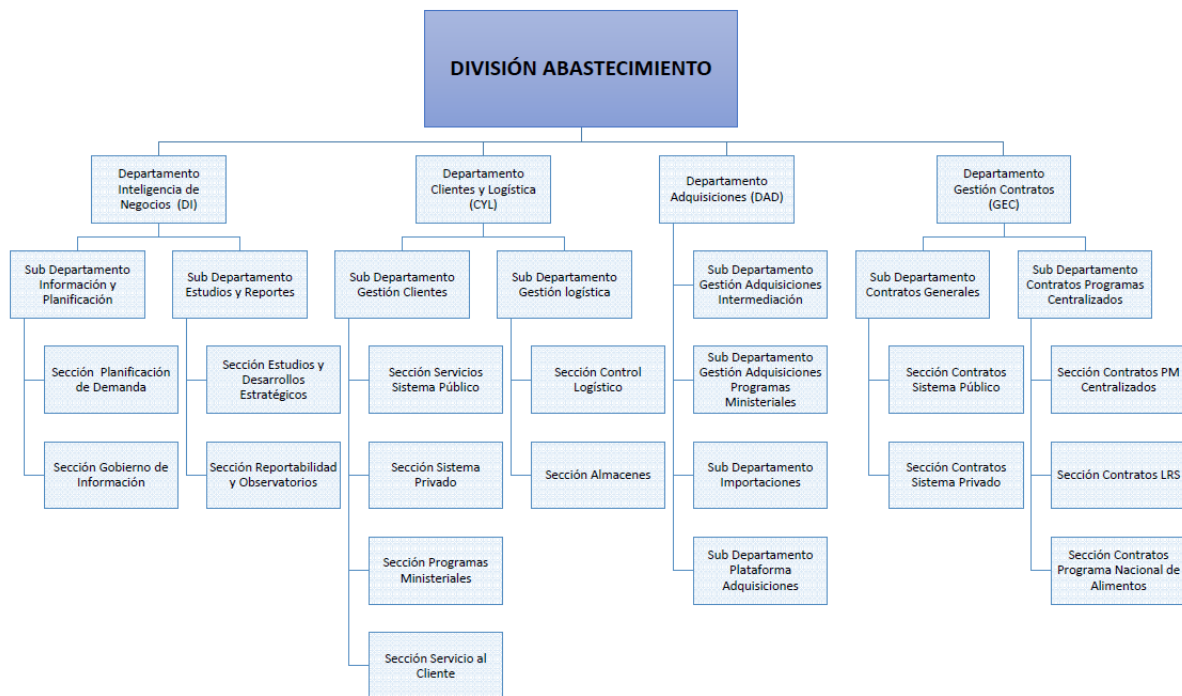 DIVISIÓN ABASTECIMIENTO
Departamento
Inteligencia de
Negocios (DI)
Departamento
Clientes y Logística
(CYL)
Departamento
Adquisiciones (DAD)
Departamento
Gestión Contratos
(GEC)
Sub Departamento
Información y
Planificación
Sub Departamento
Estudios y Reportes
Sub Departamento
Gestión Clientes
Sub Departamento
Gestión logística
Sub Departamento
Gestión Adquisiciones
Intermediación
Sub Departamento
Contratos Generales
Sub Departamento
Contratos Programas
Centralizados
Sección Planificación
de Demanda
Sección Estudios y
Desarrollos
Estratégicos
Sección Servicios
Sistema Público
Sección Control
Logístico
Sub Departamento
Gestión Adquisiciones
Programas
Ministeriales
Sección Contratos
Sistema Público
Sección Contratos PM
Centralizados
Sección Gobierno de
Información
Sección Reportabilidad
y Observatorios
Sección Sistema
Privado
Sección Almacenes
Sub Departamento
Importaciones
Sección Contratos
Sistema Privado
Sección Contratos LRS
Sección Programas
Ministeriales
Sub Departamento
Plataforma
Adquisiciones
Sección Contratos
Programa Nacional de
Alimentos
Sección Servicio al
Cliente